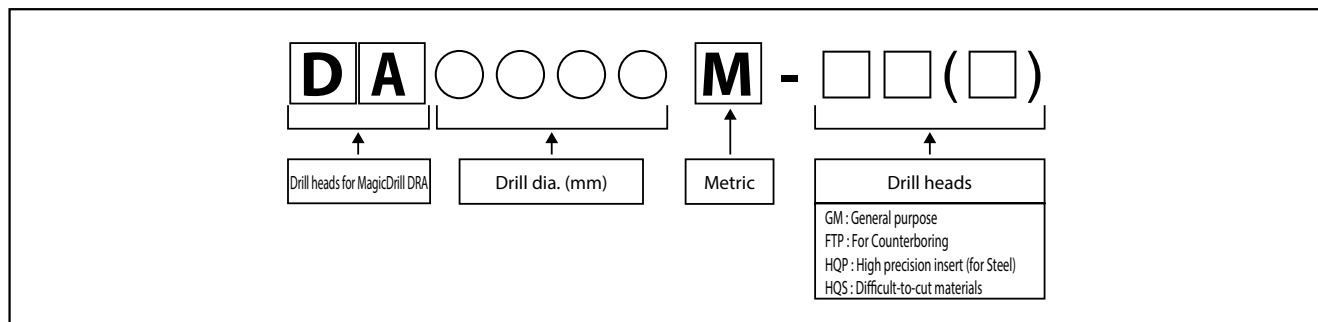 DA○○○○M-□□(□)
Drill heads for MagicDrill DRA
Drill dia. (mm)
Metric
Drill heads
GM : General purpose
FTP : For Counterboring
HQP : High precision insert (for Steel)
HQS : Difficult-to-cut materials